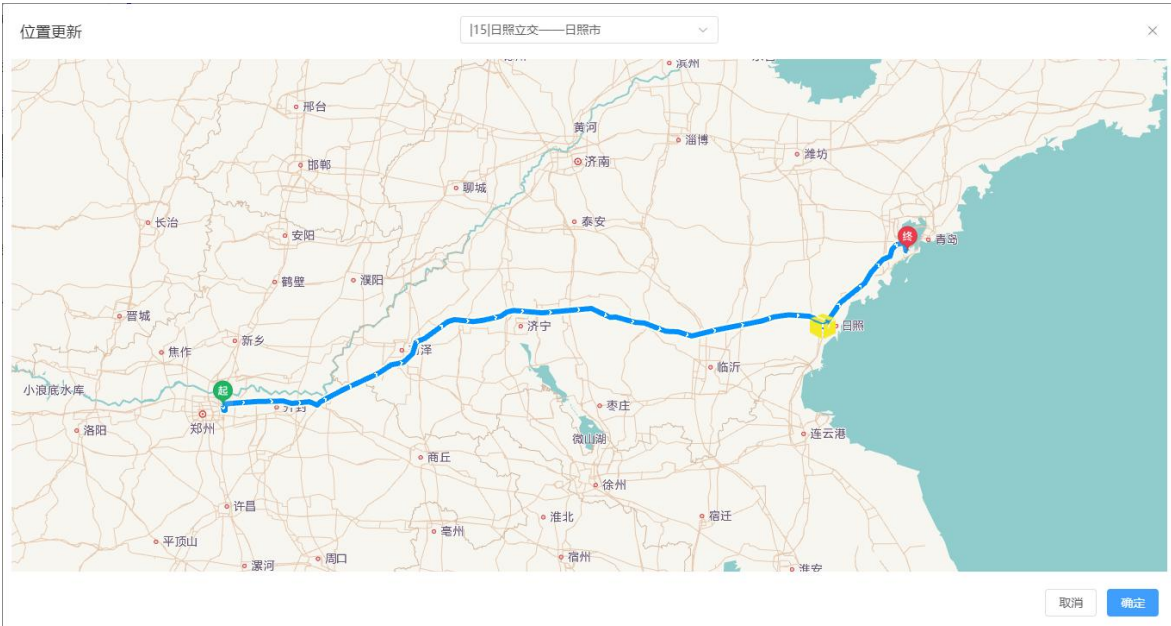 位置更新
|15|日照立交——日照市
滨州
邢台
黄河
淄博
济南
潍坊
邯郸
聊城
长治
泰安
安阳
终
青岛
鹤壁
濮阳
晋城
济宁
日照
新乡
焦作
泽
临沂
小浪底水库
起
枣庄
郑州
洛阳
连云港
微山湖
商丘
徐州
许昌
淮北
宿迁
亳州
平顶山
周口
宿州
漯河
淮安
取消
确定